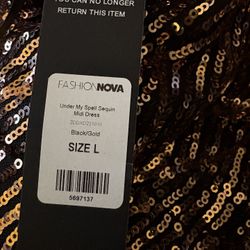 YOU CAN NO LONGER
RETURN THIS ITEM
FASHIONNOVA
Under My Spell Sequin
Midi Dress
Black/Gold
SIZE L
5697137